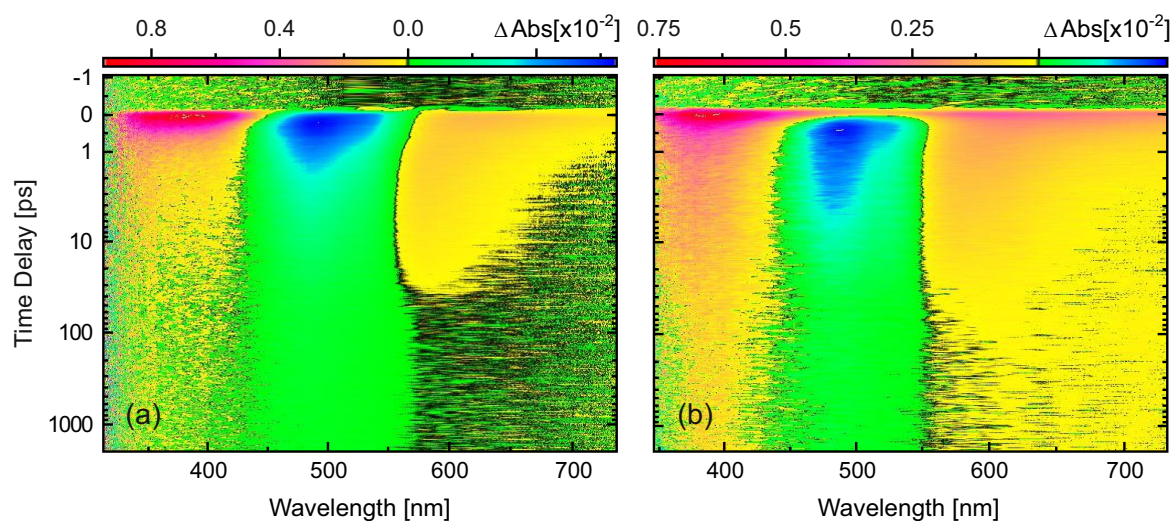 0.8 0.4 0.0 ΔAbs[x10⁻²]
0.75 0.5 0.25 ΔAbs[x10⁻²]
Time Delay [ps]
-1
0
1
10
100
1000
(a)
(b)
400 500 600 700
400 500 600 700
Wavelength [nm]
Wavelength [nm]